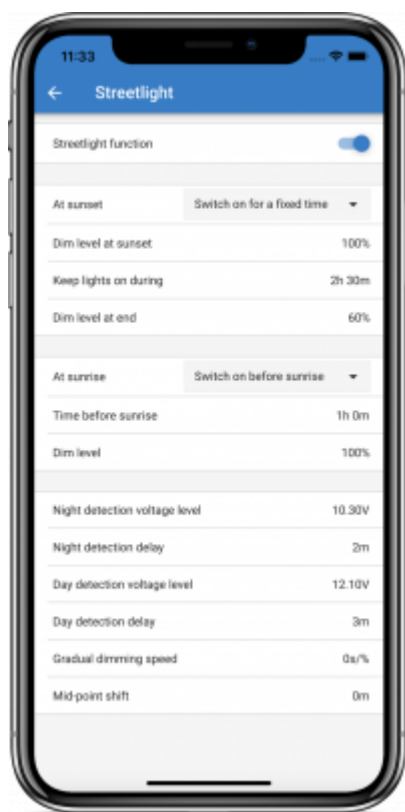 11:33
Streetlight
Streetlight function
At sunset Switch on for a fixed time
Dim level at sunset 100%
Keep lights on during 2h 30m
Dim level at end 60%
At sunrise Switch on before sunrise
Time before sunrise 1h 0m
Dim level 100%
Night detection voltage level 10.30V
Night detection delay 2m
Day detection voltage level 12.10V
Day detection delay 3m
Gradual dimming speed 0s/%
Mid-point shift 0m